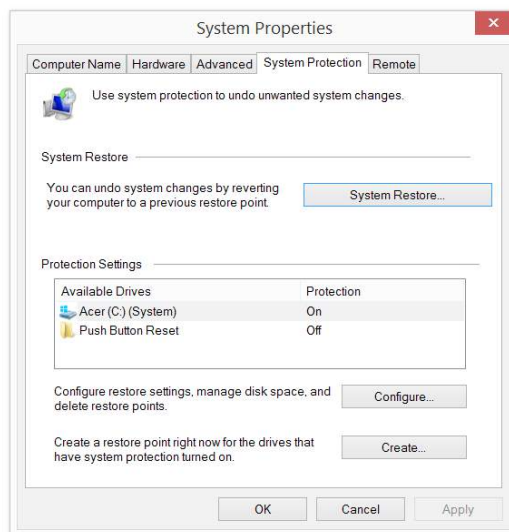 System Properties
Computer Name Hardware Advanced System Protection Remote
Use system protection to undo unwanted system changes.
System Restore
You can undo system changes by reverting
your computer to a previous restore point.
System Restore...
Protection Settings
Available Drives Protection
Acer (C:) (System) On
Push Button Reset Off
Configure restore settings, manage disk space, and
delete restore points.
Configure...
Create a restore point right now for the drives that
have system protection turned on.
Create...
OK Cancel Apply